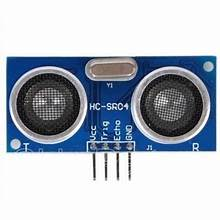 Y1
HC-SR04
Vcc
Trig
Echo
GND
T
J1
R